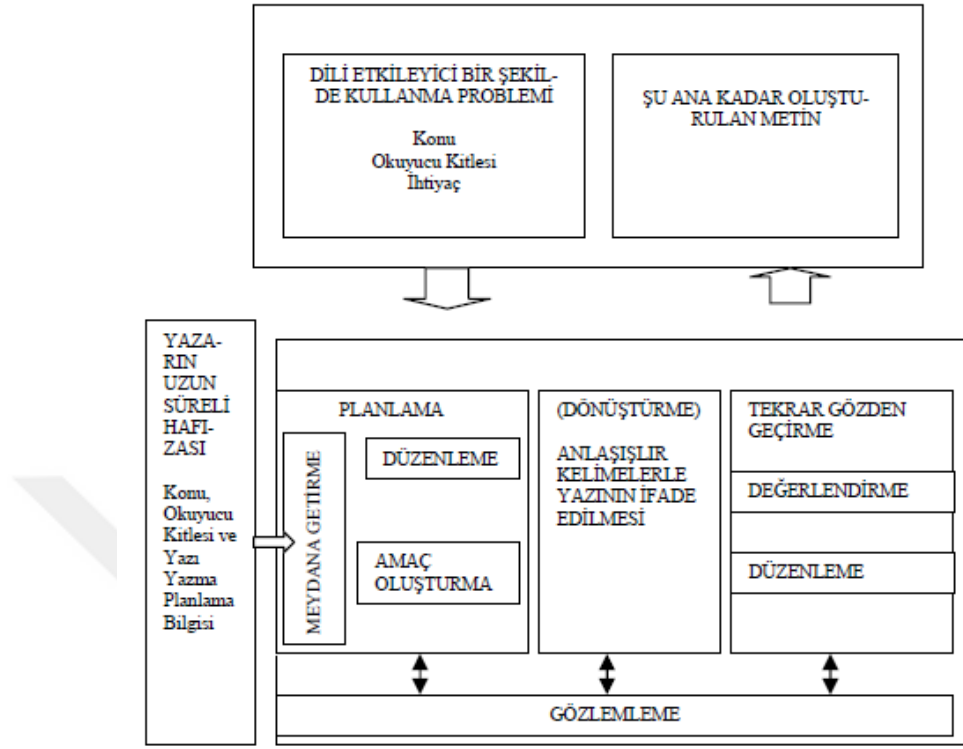 DİLİ ETKİLEYİCİ BİR ŞEKİL-
DE KULLANMA PROBLEMİ
Konu
Okuyucu Kitlesi
İhtiyaç
ŞU ANA KADAR OLUŞTU-
RULAN METİN
YAZA-
RIN
UZUN
SÜRELİ
HAFI-
ZASI
Konu,
Okuyucu
Kitlesi ve
Yazı
Yazma
Planlama
Bilgisi
PLANLAMA
MEYDANA GETİRME
DÜZENLEME
AMAÇ
OLUŞTURMA
(DÖNÜŞTÜRME)
ANLAŞIŞLIR
KELİMELERLE
YAZININ İFADE
EDİLMESİ
TEKRAR GÖZDEN
GEÇİRME
DEĞERLENDİRME
DÜZENLEME
GÖZLEMLEME